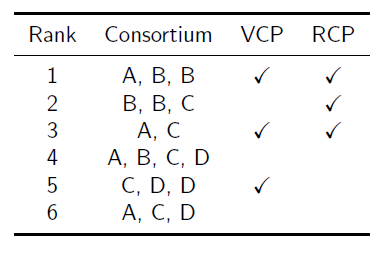 Rank Consortium VCP RCP
1 A, B, B ✓ ✓
2 B, B, C ✓
3 A, C ✓ ✓
4 A, B, C, D
5 C, D, D ✓
6 A, C, D